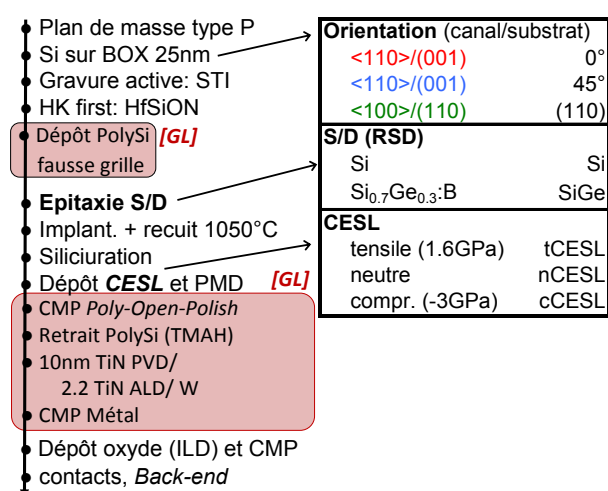 Plan de masse type P
Si sur BOX 25nm
Gravure active: STI
HK first: HfSiON
Dépôt PolySi [GL]
fausse grille
Epitaxie S/D
Implant. + recuit 1050°C
Siliciuration
Dépôt CESL et PMD [GL]
CMP Poly-Open-Polish
Retrait PolySi (TMAH)
10nm TiN PVD/
2.2 TiN ALD/ W
CMP Métal
Dépôt oxyde (ILD) et CMP
contacts, Back-end
Orientation (canal/substrat)
<110>/(001) 0°
<110>/(001) 45°
<100>/(110) (110)
S/D (RSD)
Si Si
Si0.7Ge0.3:B SiGe
CESL
tensile (1.6GPa) tCESL
neutre nCESL
compr. (-3GPa) cCESL